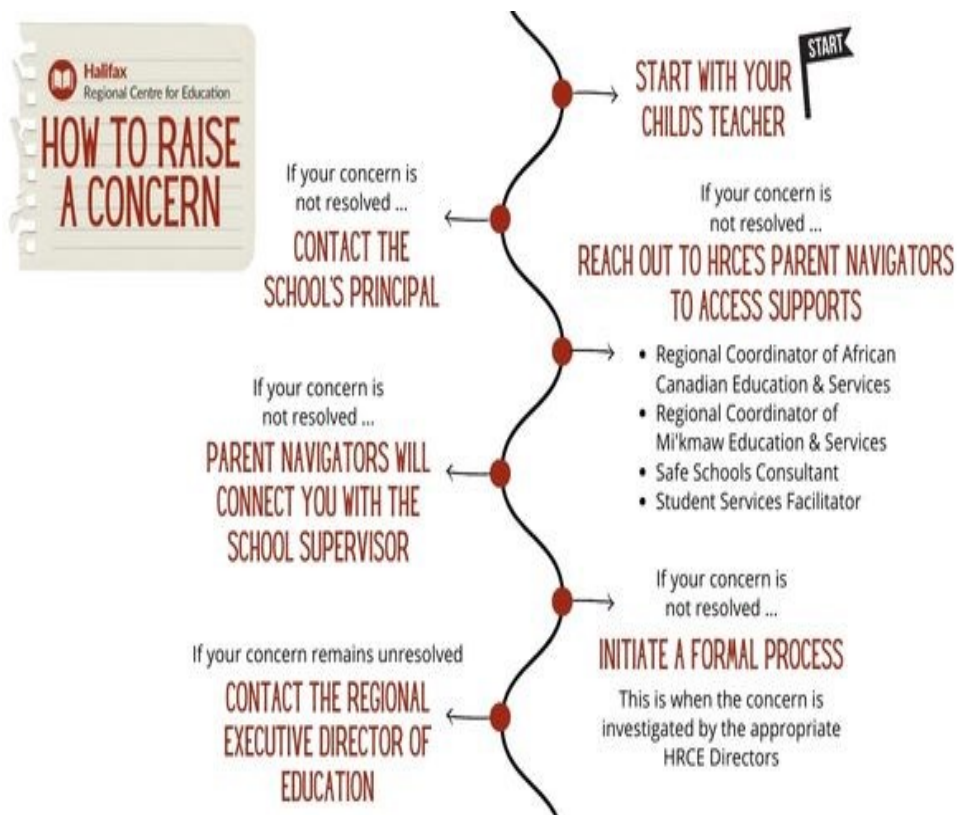 Halifax
Regional Centre for Education
HOW TO RAISE
A CONCERN
START
START WITH YOUR
CHILD'S TEACHER
If your concern is
not resolved ...
CONTACT THE
SCHOOL'S PRINCIPAL
If your concern is
not resolved ...
REACH OUT TO HRCE'S PARENT NAVIGATORS
TO ACCESS SUPPORTS
• Regional Coordinator of African
Canadian Education & Services
• Regional Coordinator of
Mi'kmaw Education & Services
• Safe Schools Consultant
• Student Services Facilitator
If your concern is
not resolved ...
PARENT NAVIGATORS WILL
CONNECT YOU WITH THE
SCHOOL SUPERVISOR
If your concern is
not resolved ...
INITIATE A FORMAL PROCESS
This is when the concern is
investigated by the appropriate
HRCE Directors
If your concern remains unresolved
CONTACT THE REGIONAL
EXECUTIVE DIRECTOR OF
EDUCATION